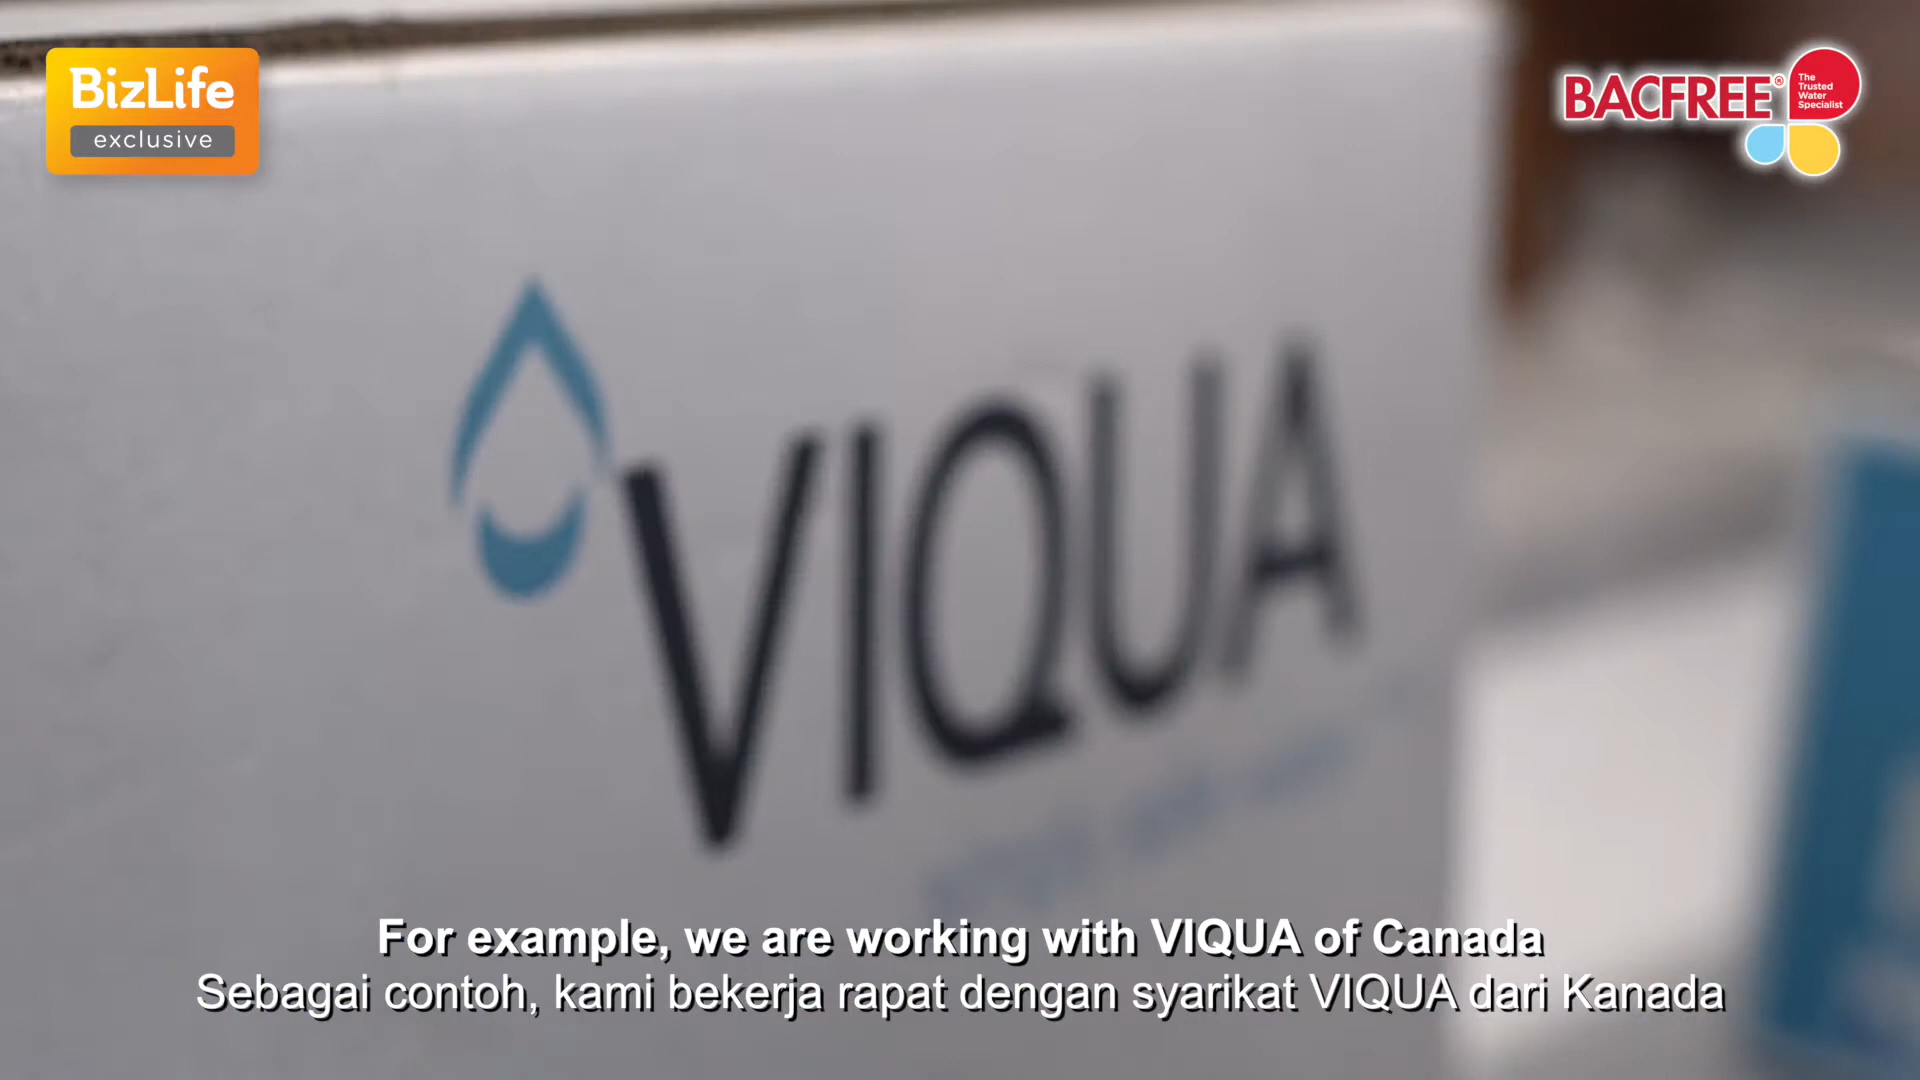 BizLife
exclusive
BACFREE®
The
Trusted
Water
Specialist
VIQUA
For example, we are working with VIQUA of Canada
Sebagai contoh, kami bekerja rapat dengan syarikat VIQUA dari Kanada